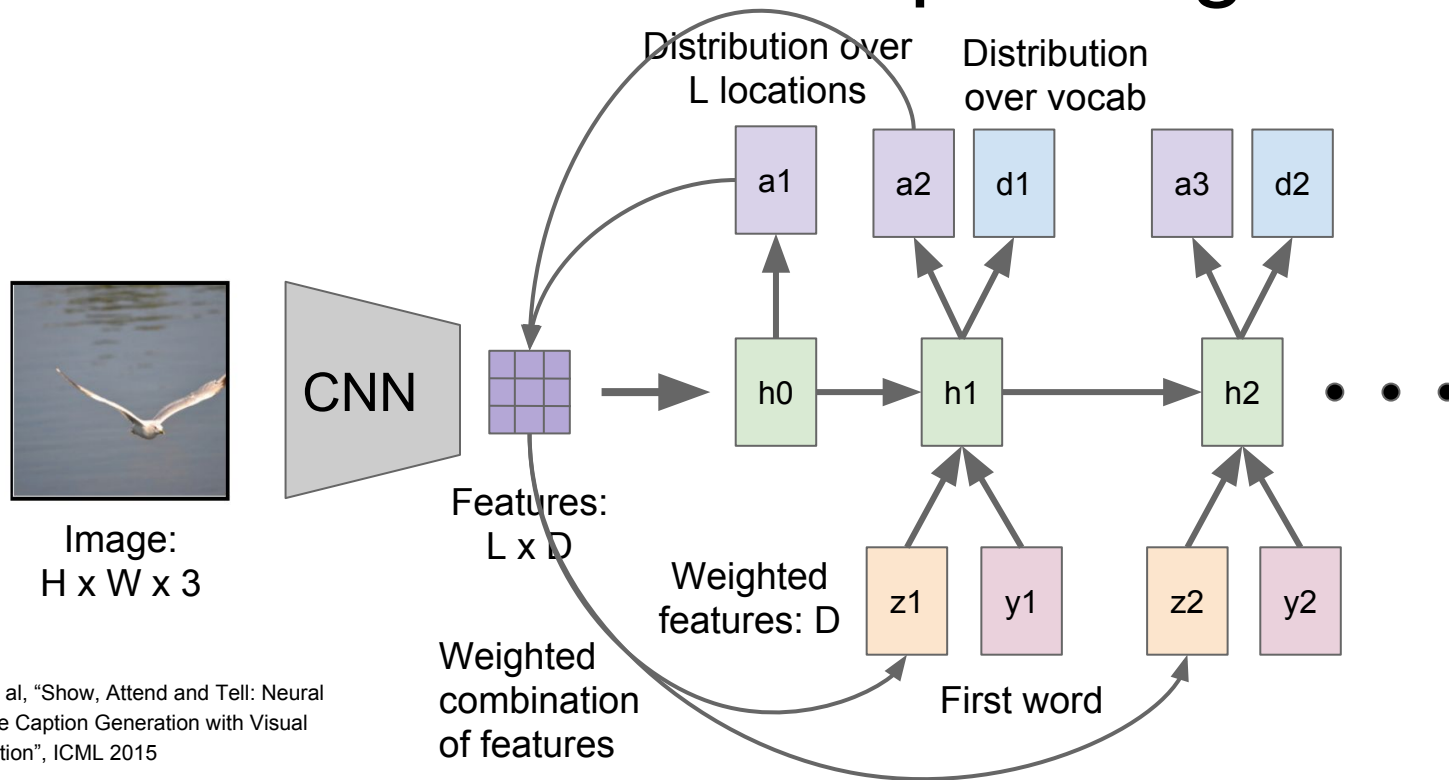 Distribution over
L locations
Distribution
over vocab
a1
a2
d1
a3
d2
CNN
h0
h1
h2
Features:
L x D
Image:
H x W x 3
Weighted
features: D
z1
y1
z2
y2
Weighted
combination
of features
First word
al, “Show, Attend and Tell: Neural
e Caption Generation with Visual
tion”, ICML 2015